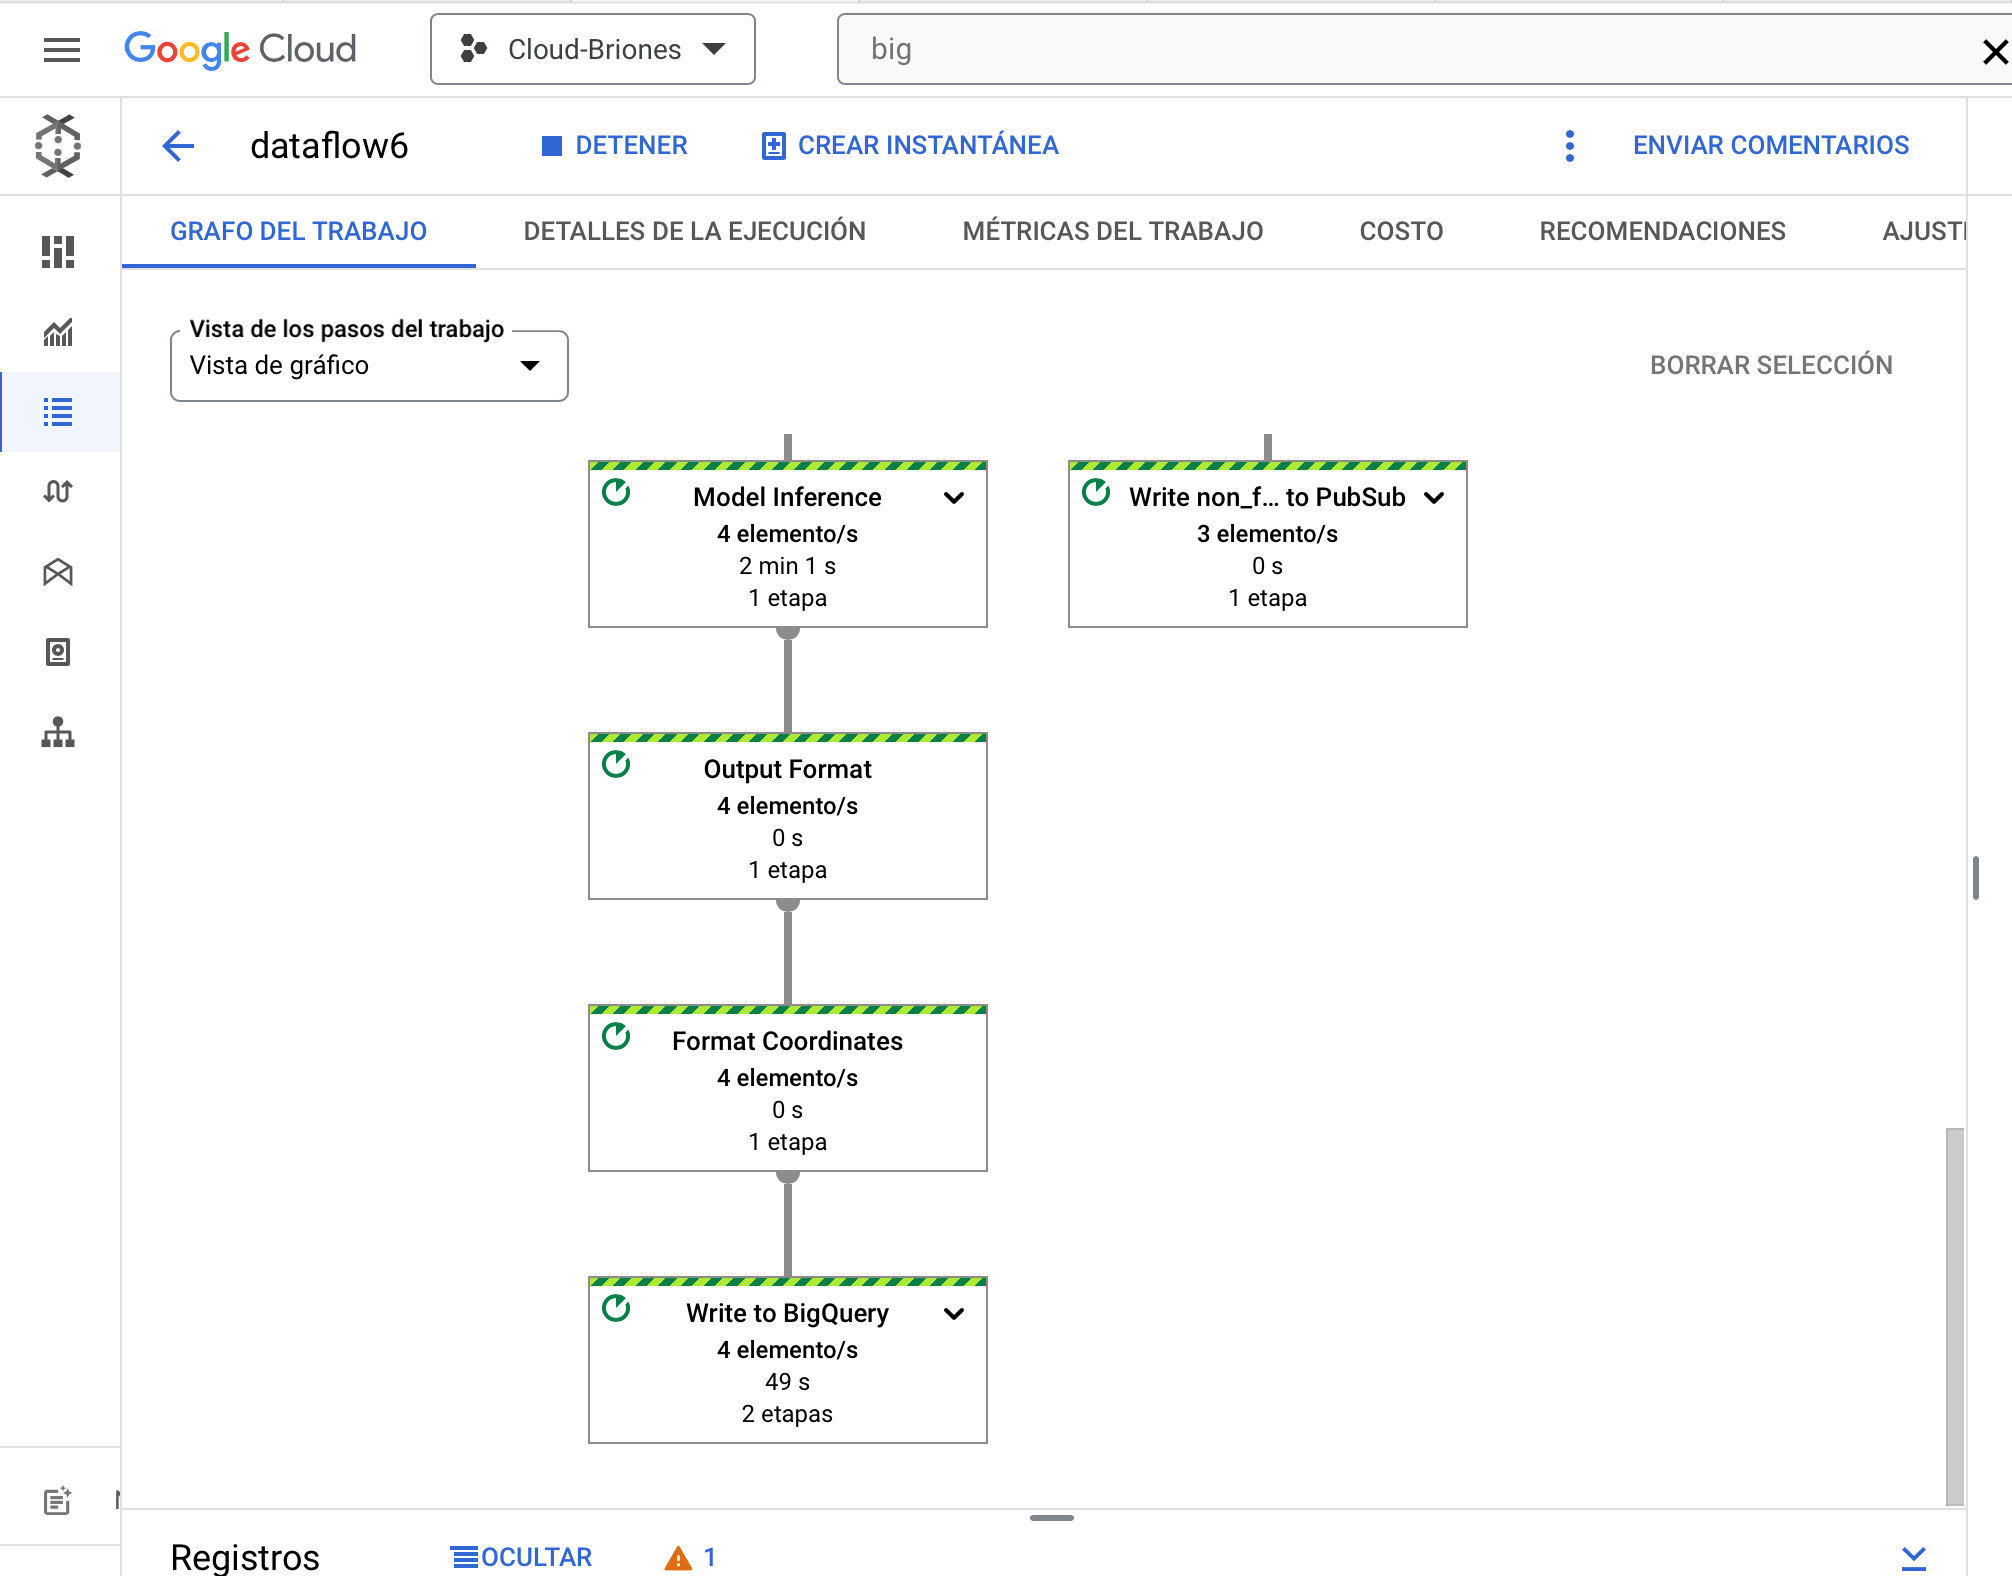 Google Cloud
Cloud-Briones
big
dataflow6
DETENER
CREAR INSTANTÁNEA
ENVIAR COMENTARIOS
GRAFO DEL TRABAJO
DETALLES DE LA EJECUCIÓN
MÉTRICAS DEL TRABAJO
COSTO
RECOMENDACIONES
Vista de los pasos del trabajo
Vista de gráfico
BORRAR SELECCIÓN
Model Inference
4 elemento/s
2 min 1 s
1 etapa
Write non_f... to PubSub
3 elemento/s
0 s
1 etapa
Output Format
4 elemento/s
0 s
1 etapa
Format Coordinates
4 elemento/s
0 s
1 etapa
Write to BigQuery
4 elemento/s
49 s
2 etapas
Registros
OCULTAR
1